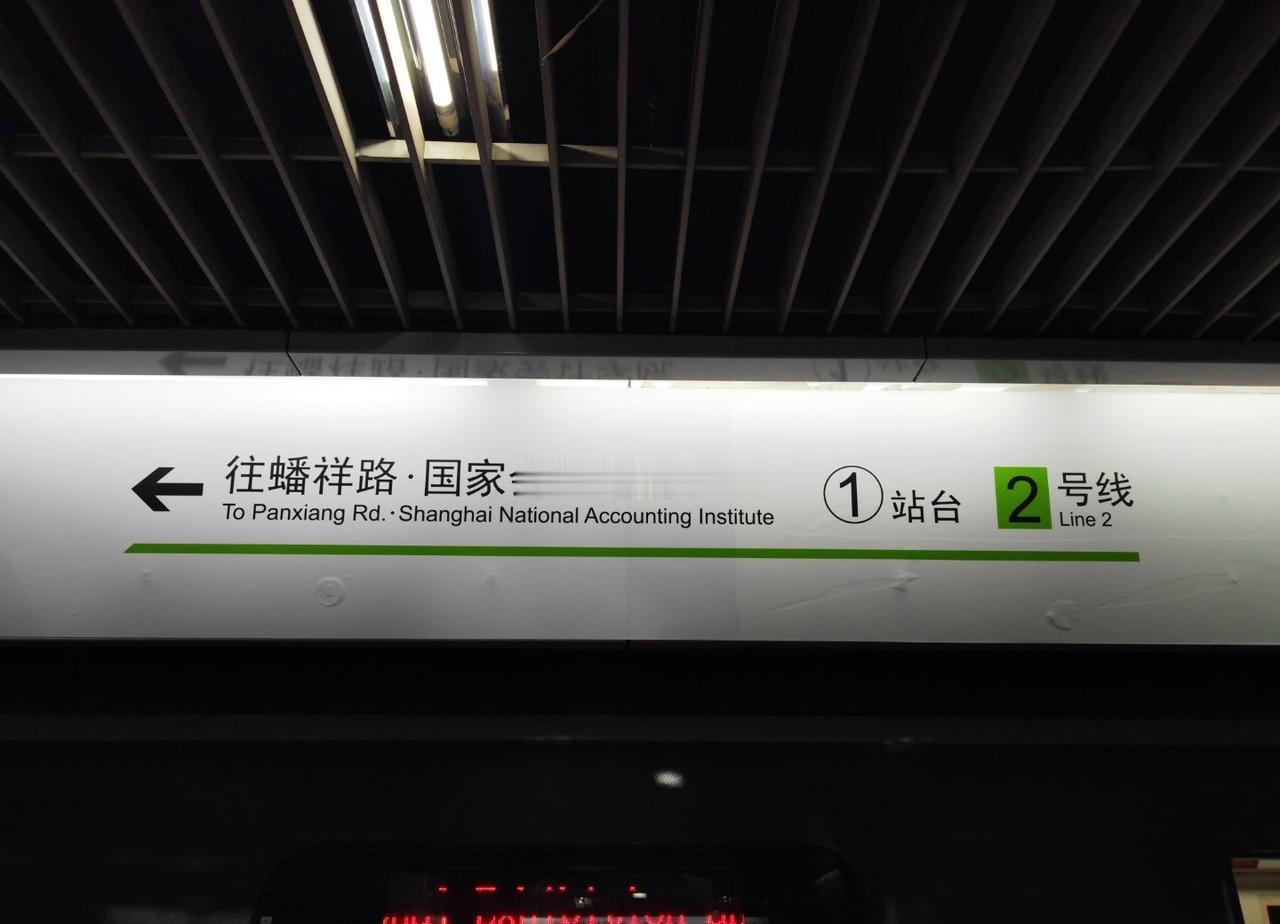 往蟠祥路·国家
To Panxiang Rd.·Shanghai National Accounting Institute
1 站台
2 号线
Line 2